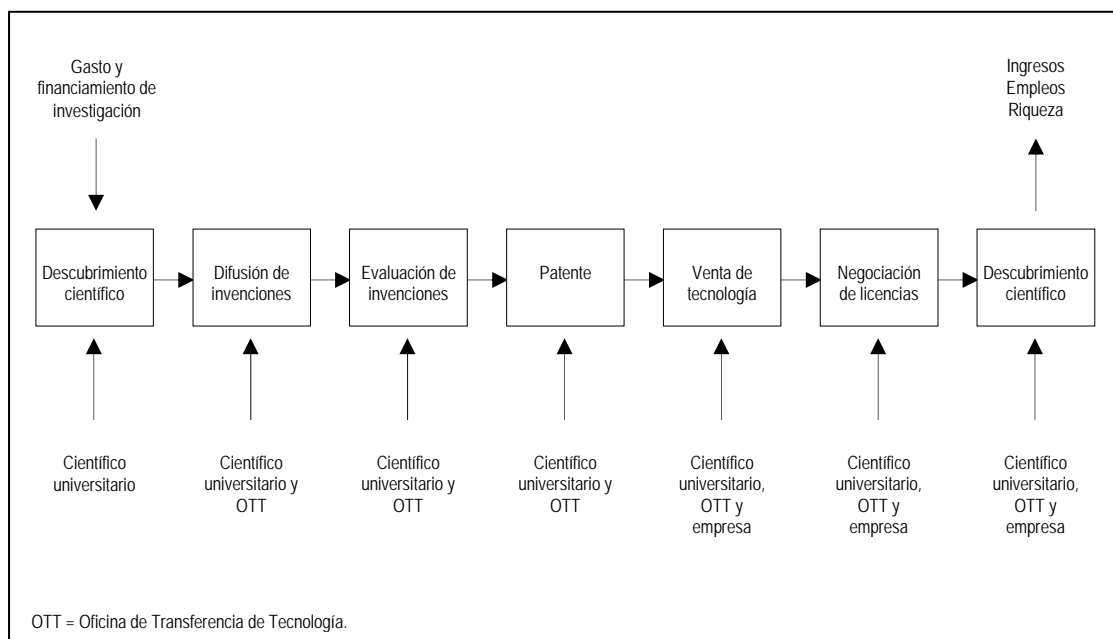 Gasto y
financiamiento de
investigación
Ingresos
Empleos
Riqueza
Descubrimiento
científico
Difusión de
invenciones
Evaluación de
invenciones
Patente
Venta de
tecnología
Negociación
de licencias
Descubrimiento
científico
Científico
universitario
Científico
universitario y
OTT
Científico
universitario y
OTT
Científico
universitario y
OTT
Científico
universitario,
OTT y
empresa
Científico
universitario,
OTT y
empresa
Científico
universitario,
OTT y
empresa
OTT = Oficina de Transferencia de Tecnología.